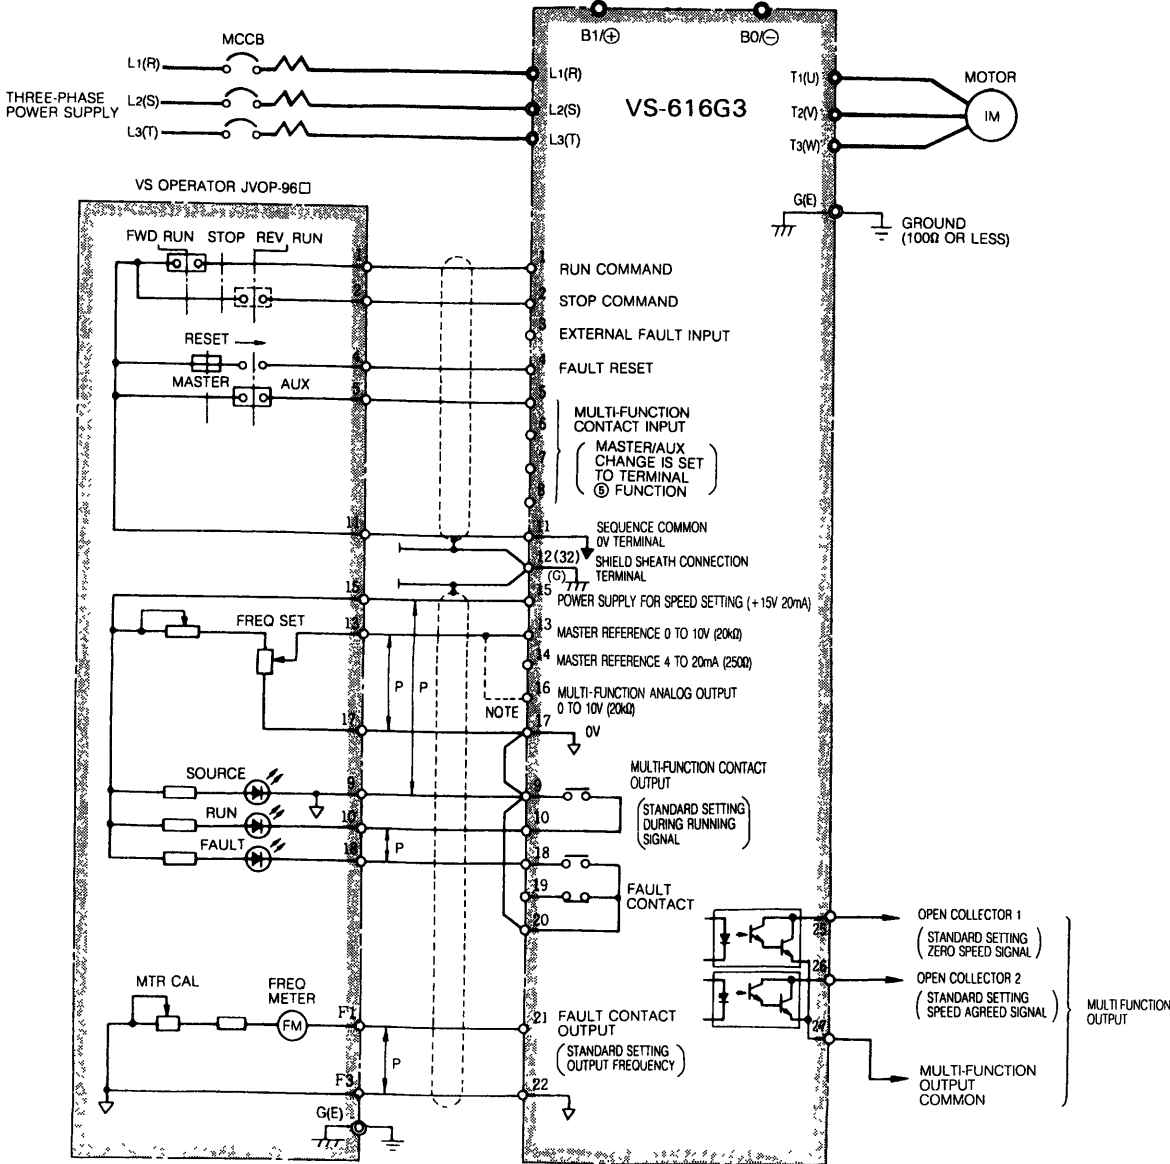 B1/⊕
B0/⊖
MCCB
THREE-PHASE
POWER SUPPLY
L1(R)
L2(S)
L3(T)
L1(R)
L2(S)
L3(T)
VS-616G3
T1(U)
T2(V)
T3(W)
MOTOR
IM
G(E)
GROUND
(100Ω OR LESS)
VS OPERATOR JVOP-96□
FWD RUN STOP REV RUN
1
1
RUN COMMAND
2
2
STOP COMMAND
3
EXTERNAL FAULT INPUT
RESET
4
4
FAULT RESET
MASTER
AUX
5
5
6
7
8
MULTI-FUNCTION
CONTACT INPUT
(MASTER/AUX
CHANGE IS SET
TO TERMINAL
⑤ FUNCTION)
11
11
SEQUENCE COMMON
0V TERMINAL
12(32)
(G)
SHIELD SHEATH CONNECTION
TERMINAL
15
15
POWER SUPPLY FOR SPEED SETTING (+15V 20mA)
FREQ SET
13
13
MASTER REFERENCE 0 TO 10V (20kΩ)
14
MASTER REFERENCE 4 TO 20mA (250Ω)
P
P
NOTE
16
MULTI-FUNCTION ANALOG OUTPUT
0 TO 10V (20kΩ)
17
17
0V
SOURCE
9
9
MULTI-FUNCTION CONTACT
OUTPUT
(STANDARD SETTING
DURING RUNNING
SIGNAL)
RUN
10
10
FAULT
18
P
18
19
20
FAULT
CONTACT
25
OPEN COLLECTOR 1
(STANDARD SETTING
ZERO SPEED SIGNAL)
26
OPEN COLLECTOR 2
(STANDARD SETTING
SPEED AGREED SIGNAL)
27
MULTI FUNCTION
OUTPUT
MULTI-FUNCTION
OUTPUT
COMMON
MTR CAL
FREQ
METER
FM
F1
21
FAULT CONTACT
OUTPUT
(STANDARD SETTING
OUTPUT FREQUENCY)
P
F3
22
G(E)